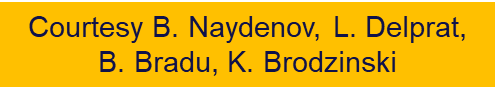 Courtesy B. Naydenov, L. Delprat,
B. Bradu, K. Brodzinski